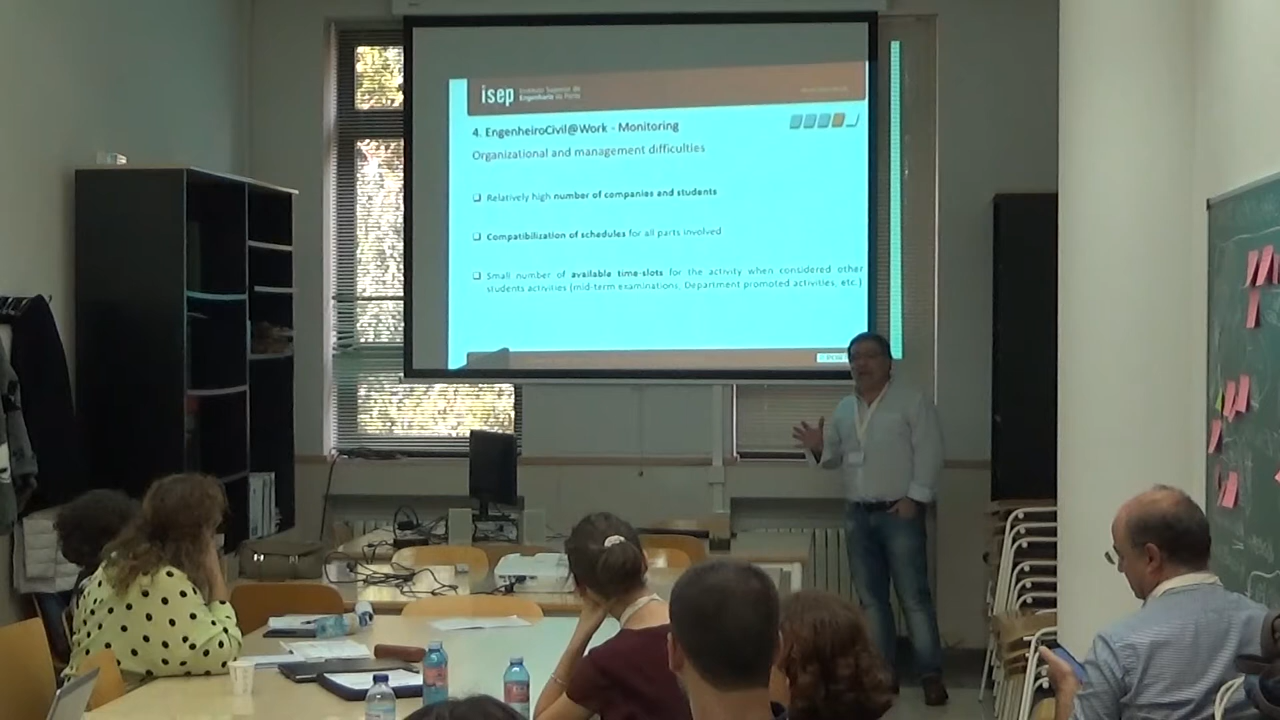 isep Instituto Superior de
Engenharia do Porto
4. EngenheiroCivil@Work - Monitoring
Organizational and management difficulties
❑ Relatively high number of companies and students
❑ Compatibilization of schedules for all parts involved
❑ Small number of available time-slots for the activity when considered other
students activities (mid-term examinations, Department promoted activities, etc.)